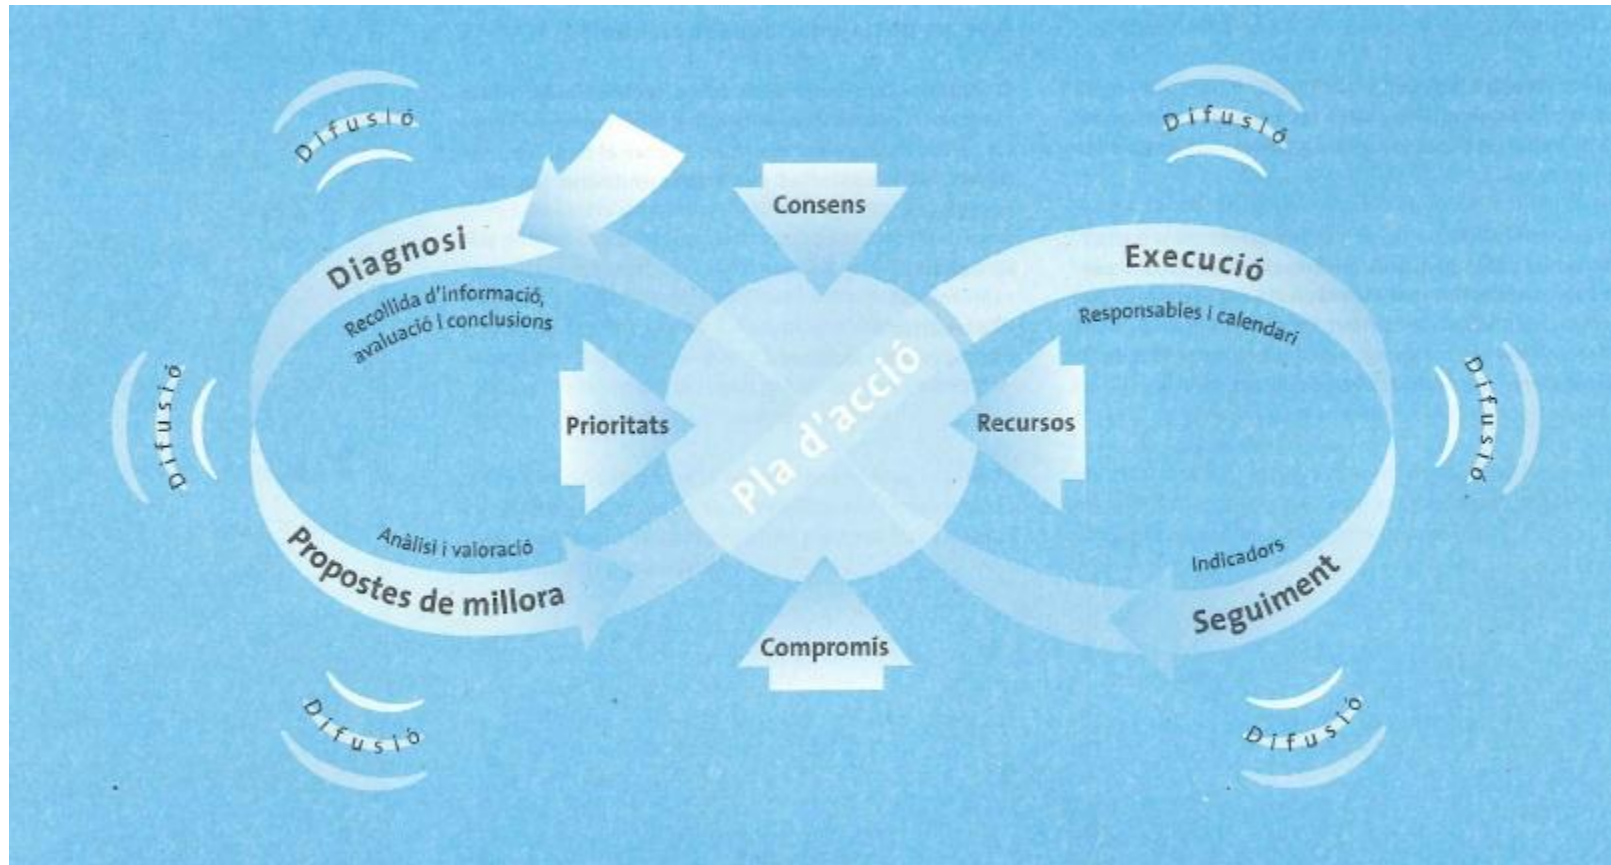 Difusió
Difusió
Consens
Diagnosi
Recollida d'informació,
avaluació i conclusions
Execució
Responsables i calendari
Difusió
Prioritats
Pla d'acció
Recursos
Difusió
Anàlisi i valoració
Propostes de millora
Indicadors
Seguiment
Compromís
Difusió
Difusió